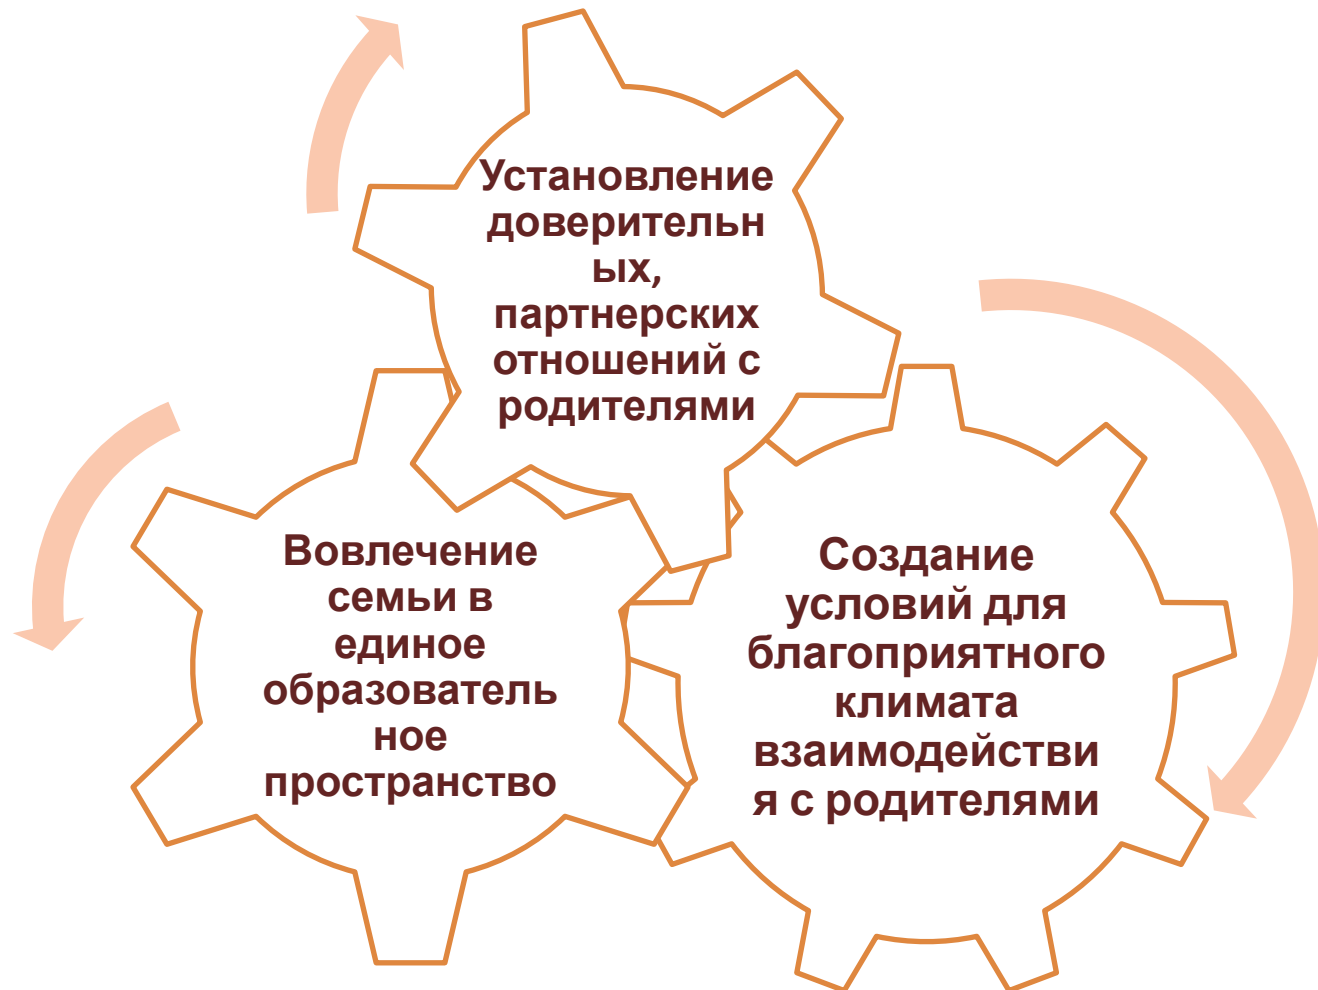 Установление
доверительн
ых,
партнерских
отношений с
родителями
Вовлечение
семьи в
единое
образователь
ное
пространство
Создание
условий для
благоприятного
климата
взаимодействи
я с родителями